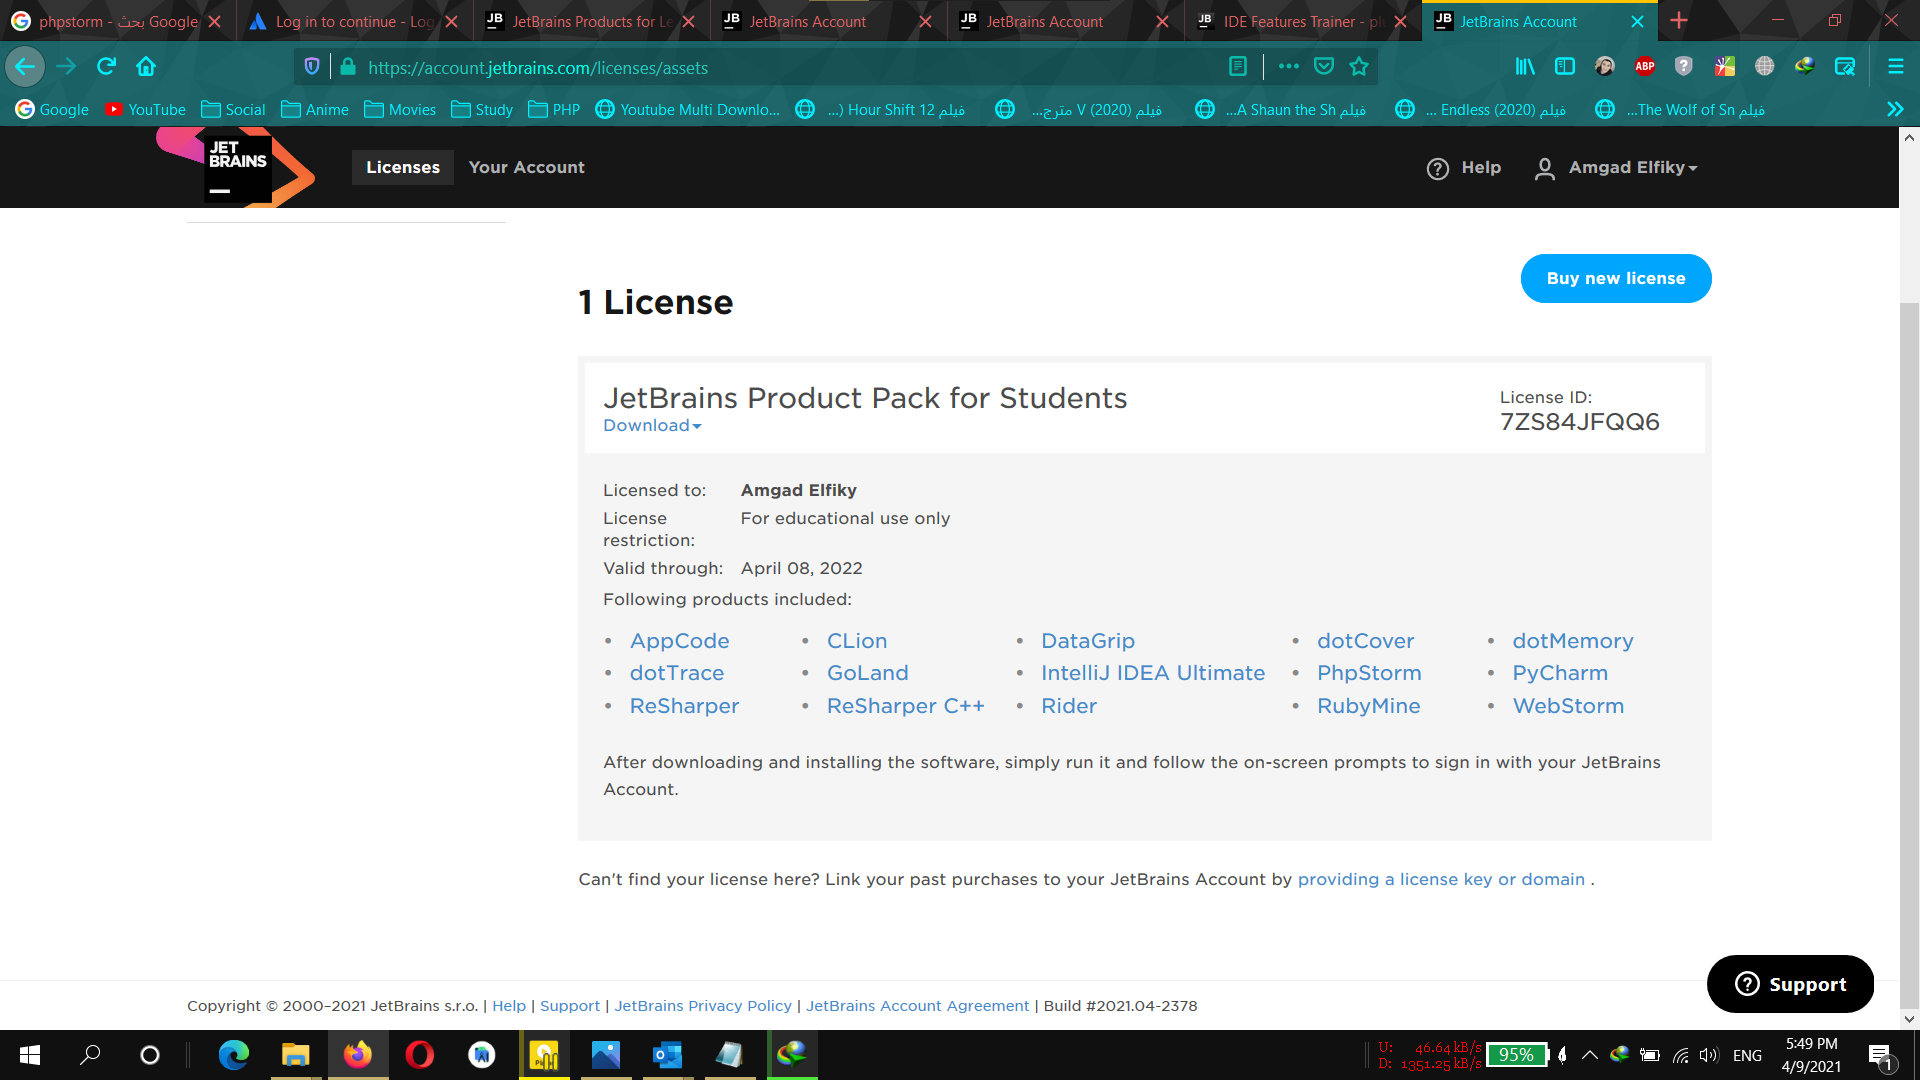 phpstorm - بحث Google
Log in to continue - Log
JetBrains Products for Le
JetBrains Account
JetBrains Account
IDE Features Trainer - pl
JetBrains Account
https://account.jetbrains.com/licenses/assets
ABP
Google
YouTube
Social
Anime
Movies
Study
PHP
Youtube Multi Downlo...
فيلم 12 Hour Shift (...
فيلم V (2020) مترج...
فيلم A Shaun the Sh...
فيلم Endless (2020) ...
فيلم The Wolf of Sn...
JET
BRAINS
Licenses
Your Account
Help
Amgad Elfiky
Buy new license
1 License
JetBrains Product Pack for Students
Download
License ID:
7ZS84JFQQ6
Licensed to: Amgad Elfiky
License restriction: For educational use only
Valid through: April 08, 2022
Following products included:
• AppCode • CLion • DataGrip • dotCover • dotMemory
• dotTrace • GoLand • IntelliJ IDEA Ultimate • PhpStorm • PyCharm
• ReSharper • ReSharper C++ • Rider • RubyMine • WebStorm
After downloading and installing the software, simply run it and follow the on-screen prompts to sign in with your JetBrains
Account.
Can't find your license here? Link your past purchases to your JetBrains Account by providing a license key or domain .
Support
Copyright © 2000–2021 JetBrains s.r.o. | Help | Support | JetBrains Privacy Policy | JetBrains Account Agreement | Build #2021.04-2378
U: 46.64 kB/s
D: 1351.25 kB/s
95%
ENG
5:49 PM
4/9/2021
1